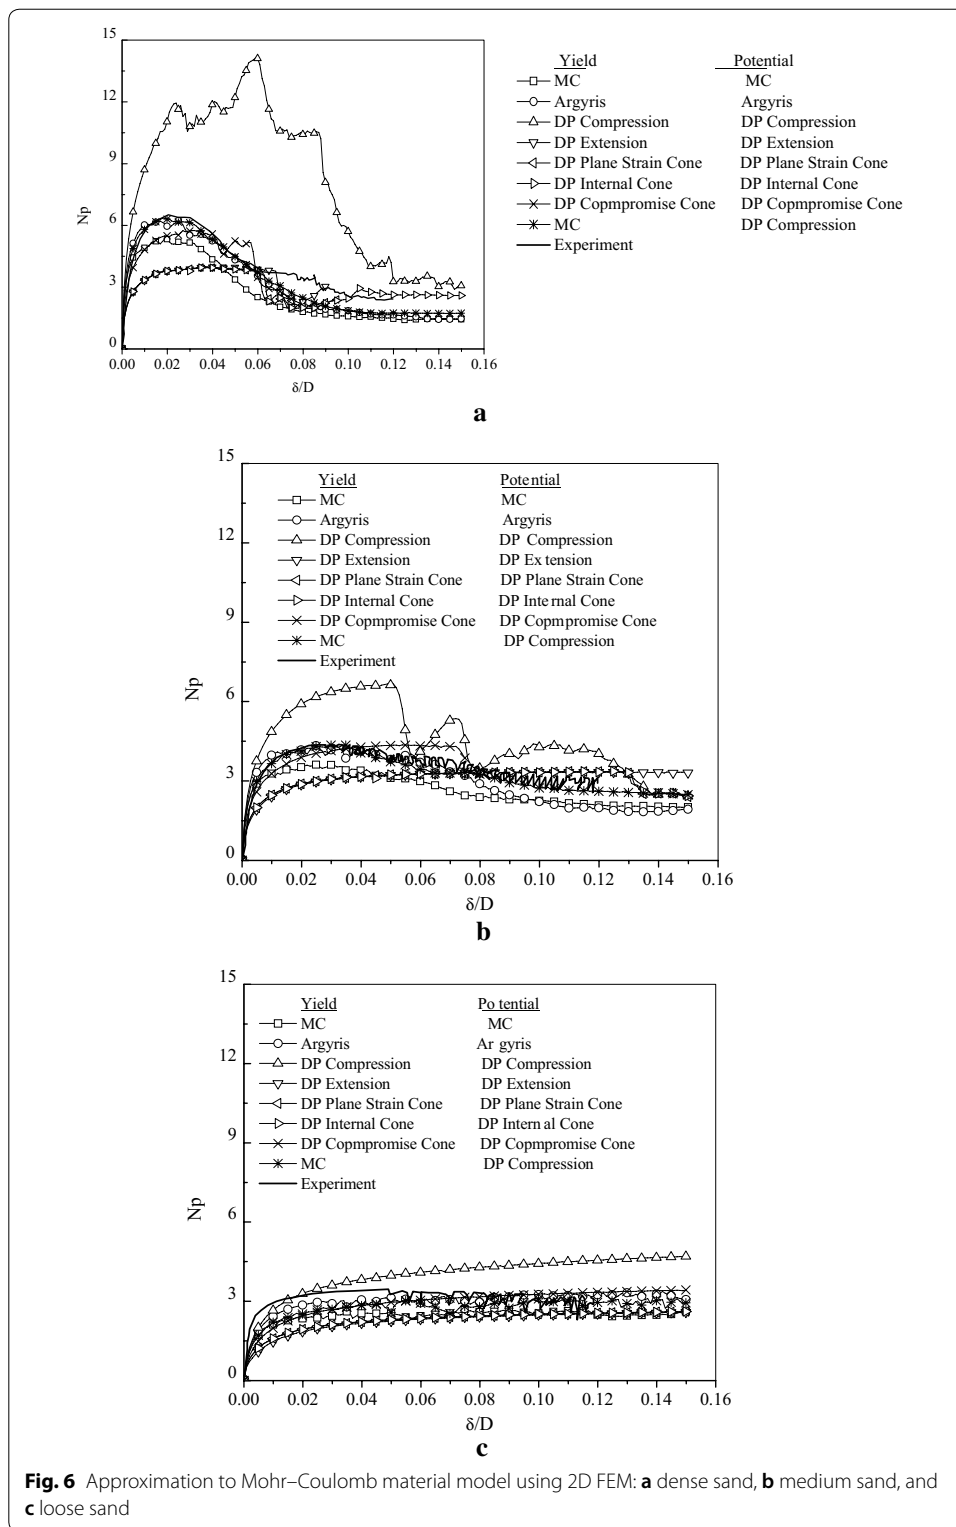 15
12
9
6
3
0
Np
0.00 0.02 0.04 0.06 0.08 0.10 0.12 0.14 0.16
δ/D
Yield Potential
MC MC
Argyris Argyris
DP Compression DP Compression
DP Extension DP Extension
DP Plane Strain Cone DP Plane Strain Cone
DP Internal Cone DP Internal Cone
DP Copmpromise Cone DP Copmpromise Cone
MC DP Compression
Experiment
a
15
12
9
6
3
0
Np
Yield Potential
MC MC
Argyris Argyris
DP Compression DP Compression
DP Extension DP Extension
DP Plane Strain Cone DP Plane Strain Cone
DP Internal Cone DP Internal Cone
DP Copmpromise Cone DP Copmpromise Cone
MC DP Compression
Experiment
0.00 0.02 0.04 0.06 0.08 0.10 0.12 0.14 0.16
δ/D
b
15
12
9
6
3
0
Np
Yield Potential
MC MC
Argyris Argyris
DP Compression DP Compression
DP Extension DP Extension
DP Plane Strain Cone DP Plane Strain Cone
DP Internal Cone DP Internal Cone
DP Copmpromise Cone DP Copmpromise Cone
MC DP Compression
Experiment
0.00 0.02 0.04 0.06 0.08 0.10 0.12 0.14 0.16
δ/D
c
Fig. 6 Approximation to Mohr–Coulomb material model using 2D FEM: a dense sand, b medium sand, and
c loose sand